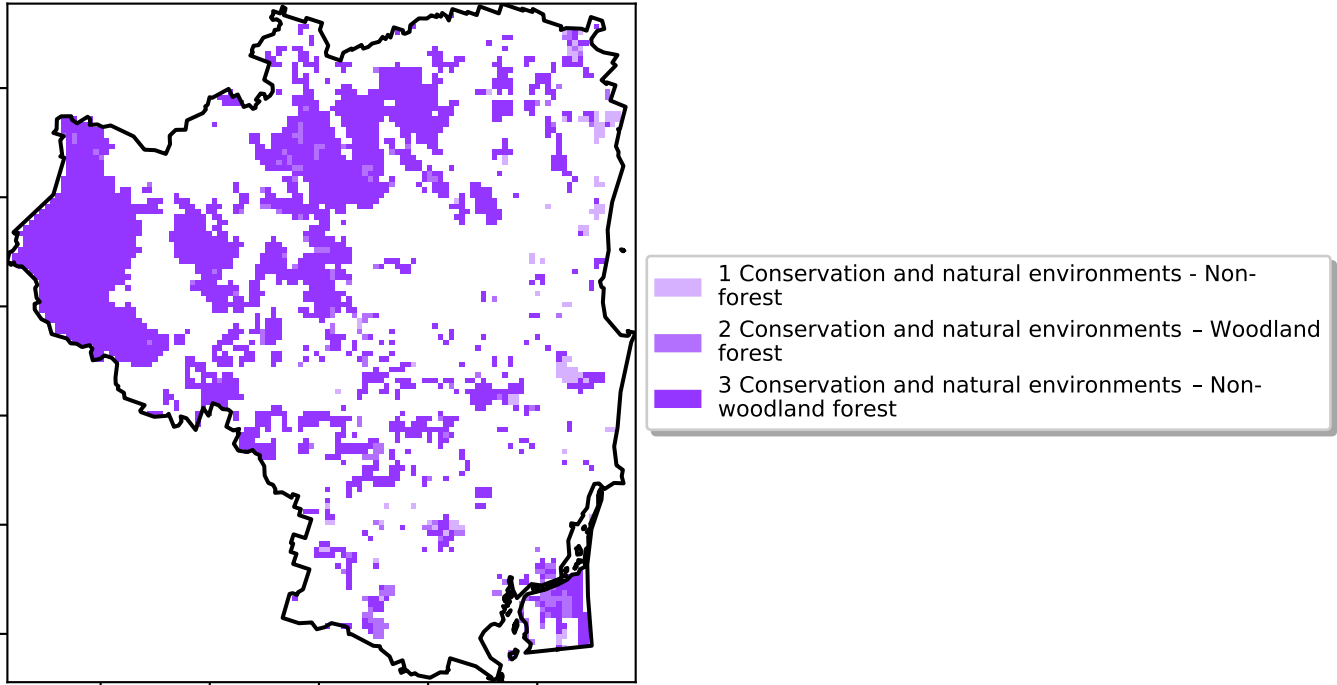 1 Conservation and natural environments - Non-
forest
2 Conservation and natural environments – Woodland
forest
3 Conservation and natural environments – Non-
woodland forest